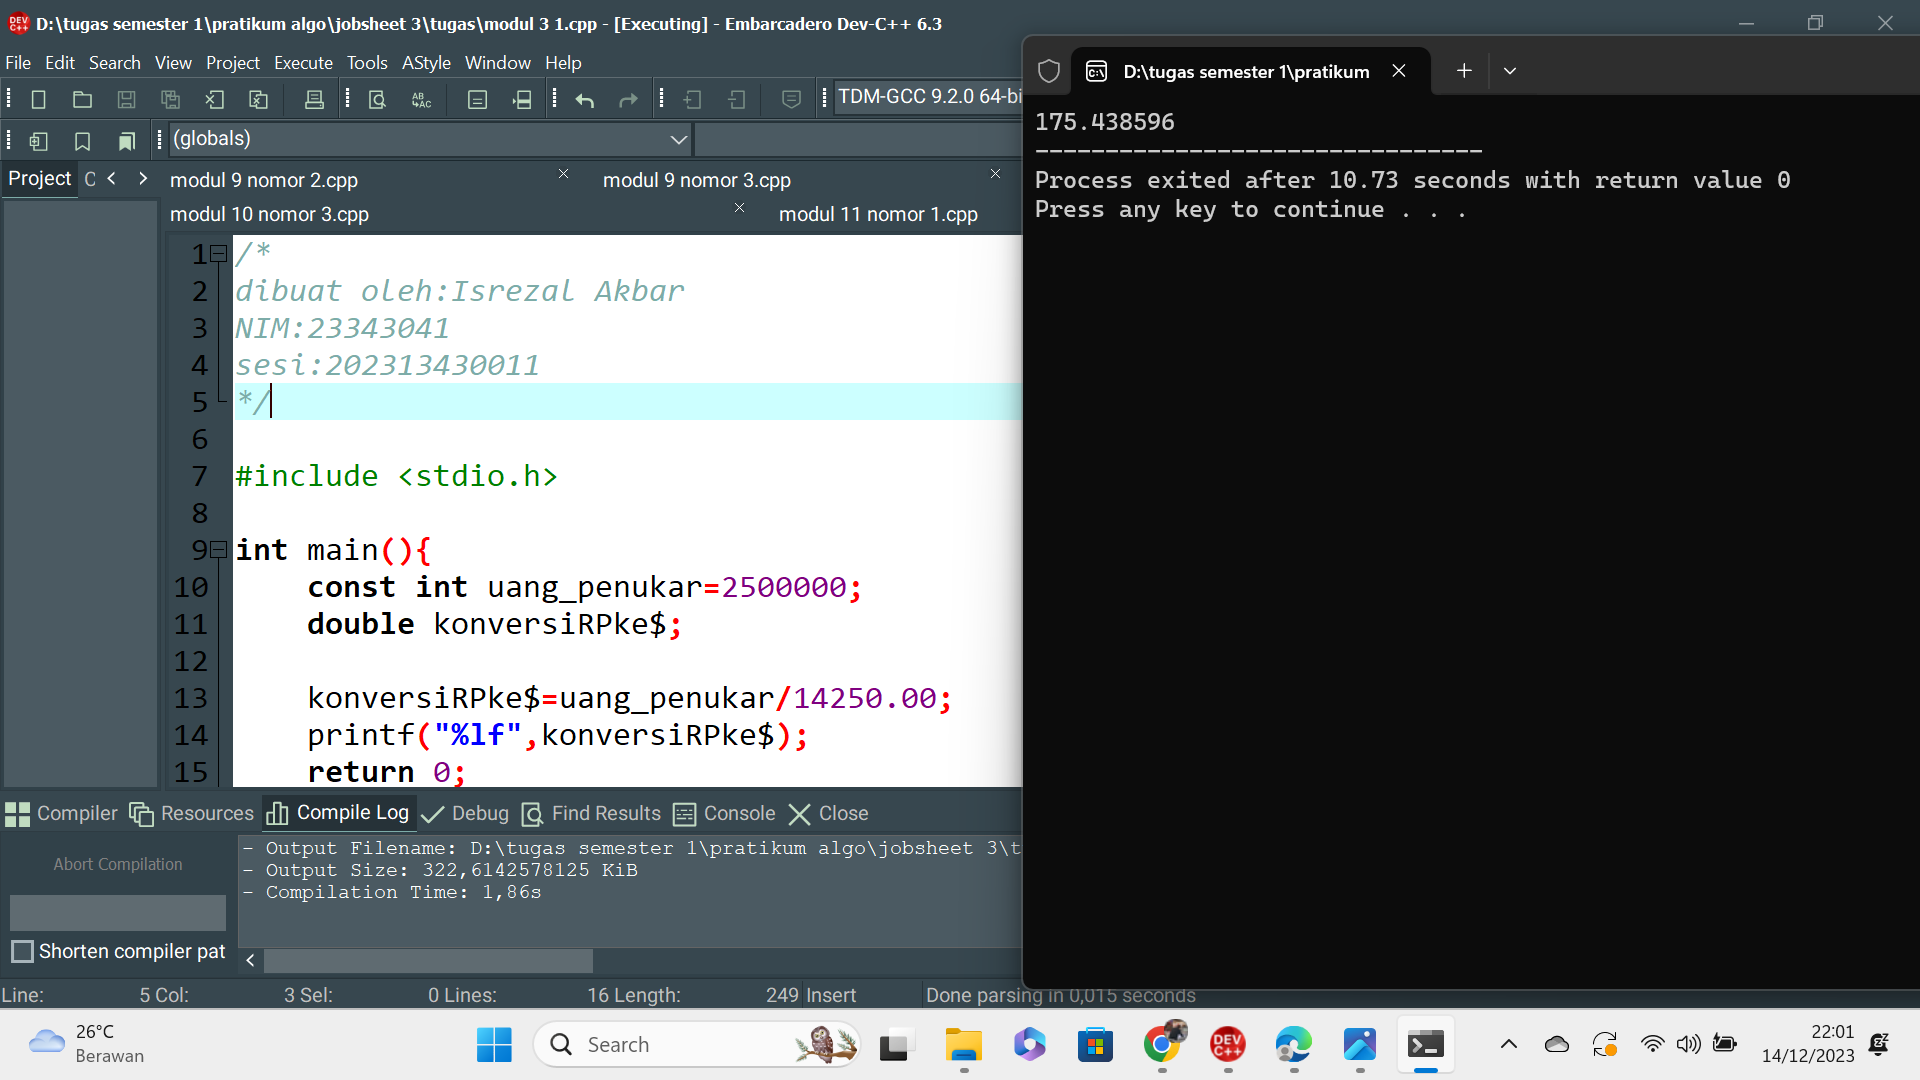 D:\tugas semester 1\pratikum algo\jobsheet 3\tugas\modul 3 1.cpp - [Executing] - Embarcadero Dev-C++ 6.3
File Edit Search View Project Execute Tools AStyle Window Help
TDM-GCC 9.2.0 64-bi
(globals)
Project
modul 9 nomor 2.cpp
modul 9 nomor 3.cpp
modul 10 nomor 3.cpp
modul 11 nomor 1.cpp
1 /*
2 dibuat oleh:Isrezal Akbar
3 NIM:23343041
4 sesi:202313430011
5 */
6
7 #include <stdio.h>
8
9 int main(){
10 const int uang_penukar=2500000;
11 double konversiRPke$;
12
13 konversiRPke$=uang_penukar/14250.00;
14 printf("%lf",konversiRPke$);
15 return 0;
D:\tugas semester 1\pratikum
175.438596
--------------------------------
Process exited after 10.73 seconds with return value 0
Press any key to continue . . .
Compiler Resources Compile Log Debug Find Results Console Close
Abort Compilation
Shorten compiler pat
- Output Filename: D:\tugas semester 1\pratikum algo\jobsheet 3\t
- Output Size: 322,6142578125 KiB
- Compilation Time: 1,86s
Line: 5 Col: 3 Sel: 0 Lines: 16 Length: 249 Insert Done parsing in 0,015 seconds
26°C
Berawan
Search
DEV C++
22:01
14/12/2023